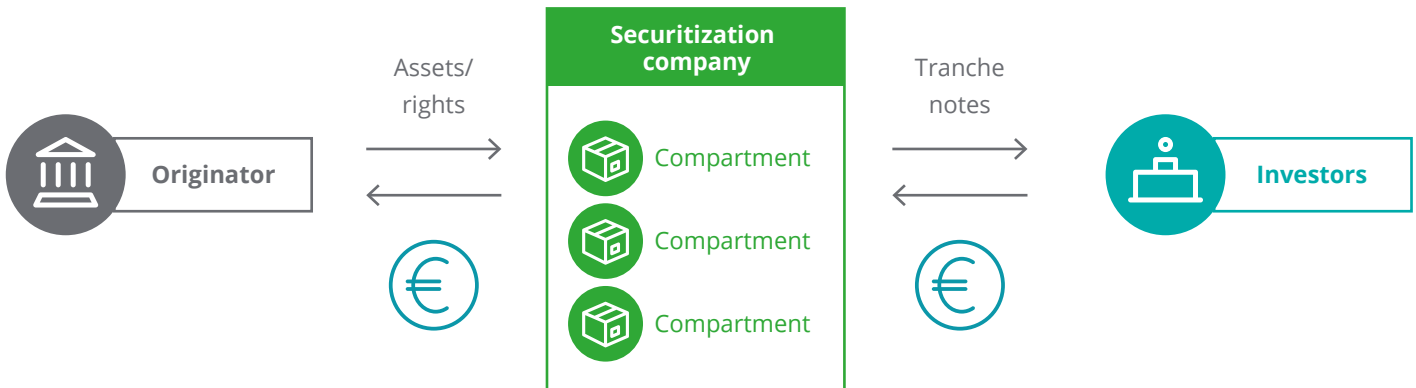 Securitization
company
Assets/
rights
Tranche
notes
Originator
Compartment
Compartment
Compartment
Investors
€
€